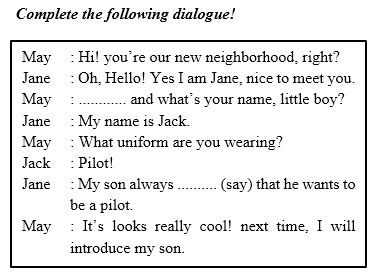 Complete the following dialogue!
May : Hi! you're our new neighborhood, right?
Jane : Oh, Hello! Yes I am Jane, nice to meet you.
May : ............ and what's your name, little boy?
Jane : My name is Jack.
May : What uniform are you wearing?
Jack : Pilot!
Jane : My son always .......... (say) that he wants to
be a pilot.
May : It's looks really cool! next time, I will
introduce my son.